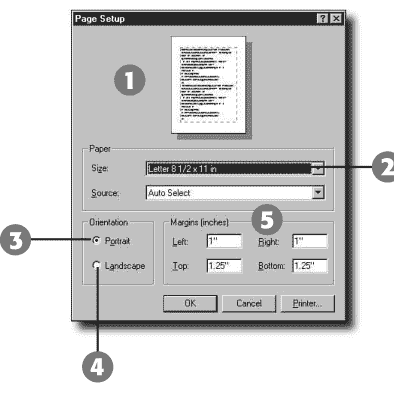 Page Setup
1
Paper
Size: Letter 8 1/2 x 11 in
2
Source: Auto Select
Orientation
Margins (inches)
5
3
Portrait
Left: 1" Right: 1"
Landscape
Top: 1.25" Bottom: 1.25"
OK Cancel Printer...
4